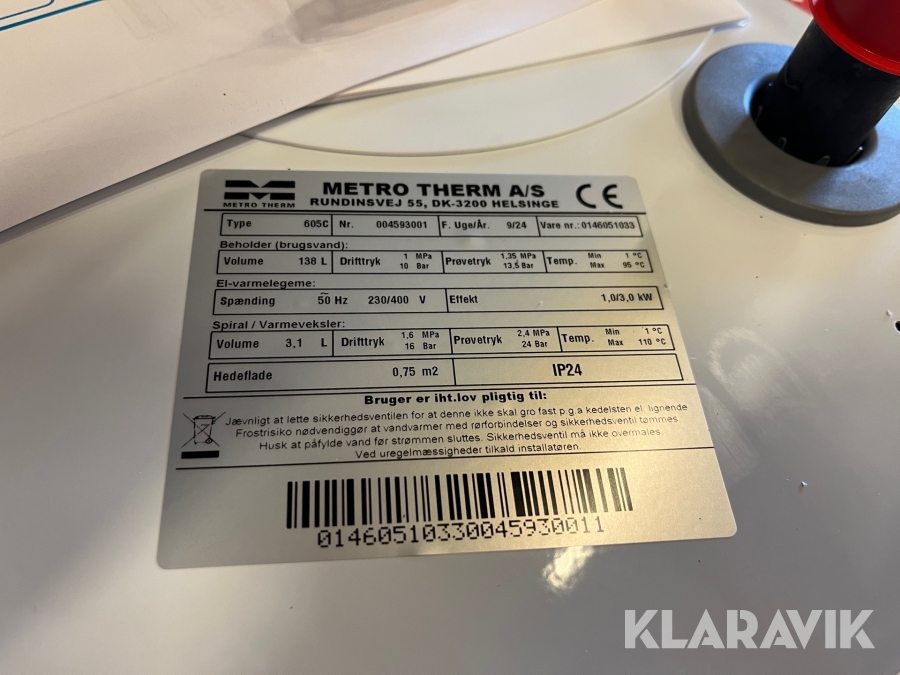 METRO THERM
METRO THERM A/S
RUNDINSVEJ 55, DK-3200 HELSINGE
CE
Type 605C Nr. 004593001 F. Uge/År. 9/24 Vare nr.: 0146051033
Beholder (brugsvand):
Volume 138 L Drifttryk 1 MPa 10 Bar Prøvetryk 1,35 MPa 13,5 Bar Temp. Min 1 °C Max 95 °C
El-varmelegeme:
Spænding ~ 50 Hz 230/400 V Effekt 1,0/3,0 kW
Spiral / Varmeveksler:
Volume 3,1 L Drifttryk 1,6 MPa 16 Bar Prøvetryk 2,4 MPa 24 Bar Temp. Min 1 °C Max 110 °C
Hedeflade 0,75 m2 IP24
Bruger er iht.lov pligtig til:
Jævnligt at lette sikkerhedsventilen for at denne ikke skal gro fast p.g.a kedelsten el. lignende
Frostrisiko nødvendiggør at vandvarmer med rørforbindelser og sikkerhedsventil tømmes
Husk at påfylde vand før strømmen sluttes. Sikkerhedsventil må ikke overmales
Ved uregelmæssigheder tilkald installatøren.
01460510330045930011
KLARAVIK